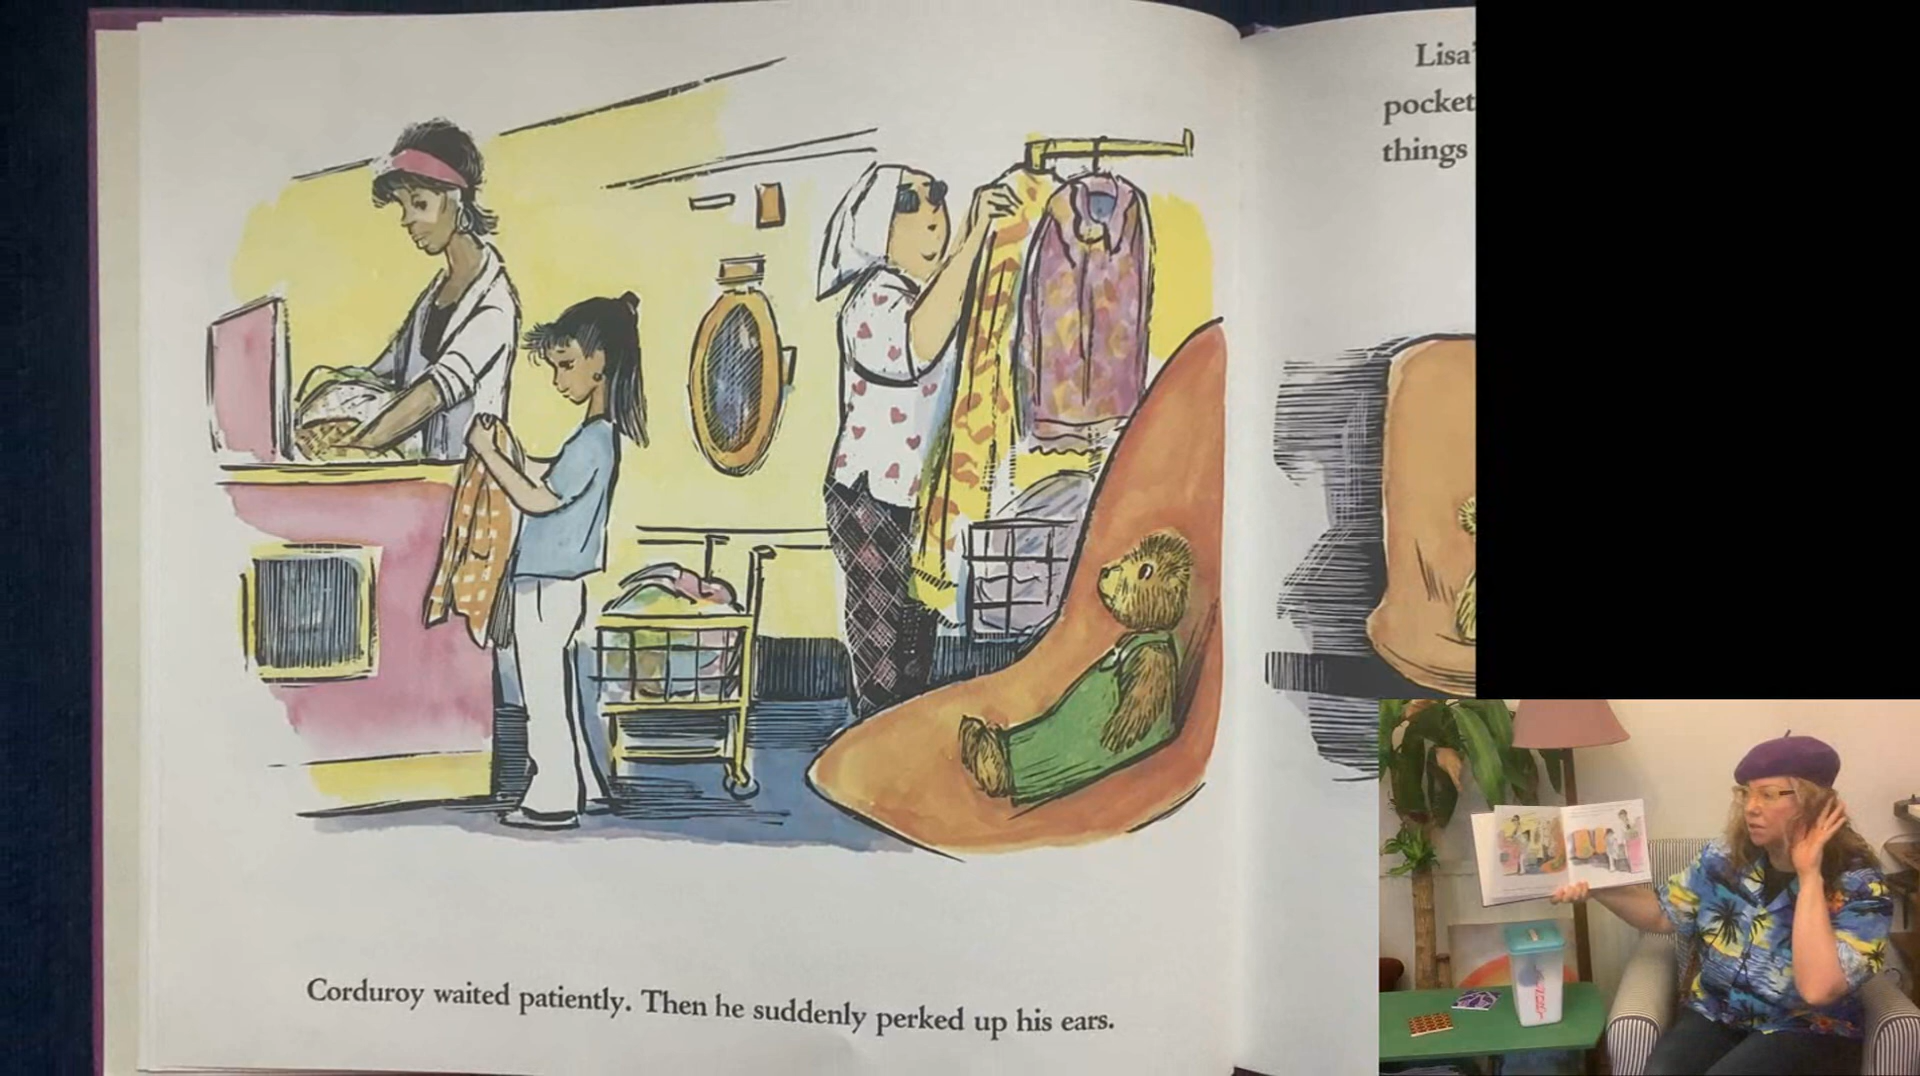 Lisa'
pocket
things
Corduroy waited patiently. Then he suddenly perked up his ears.